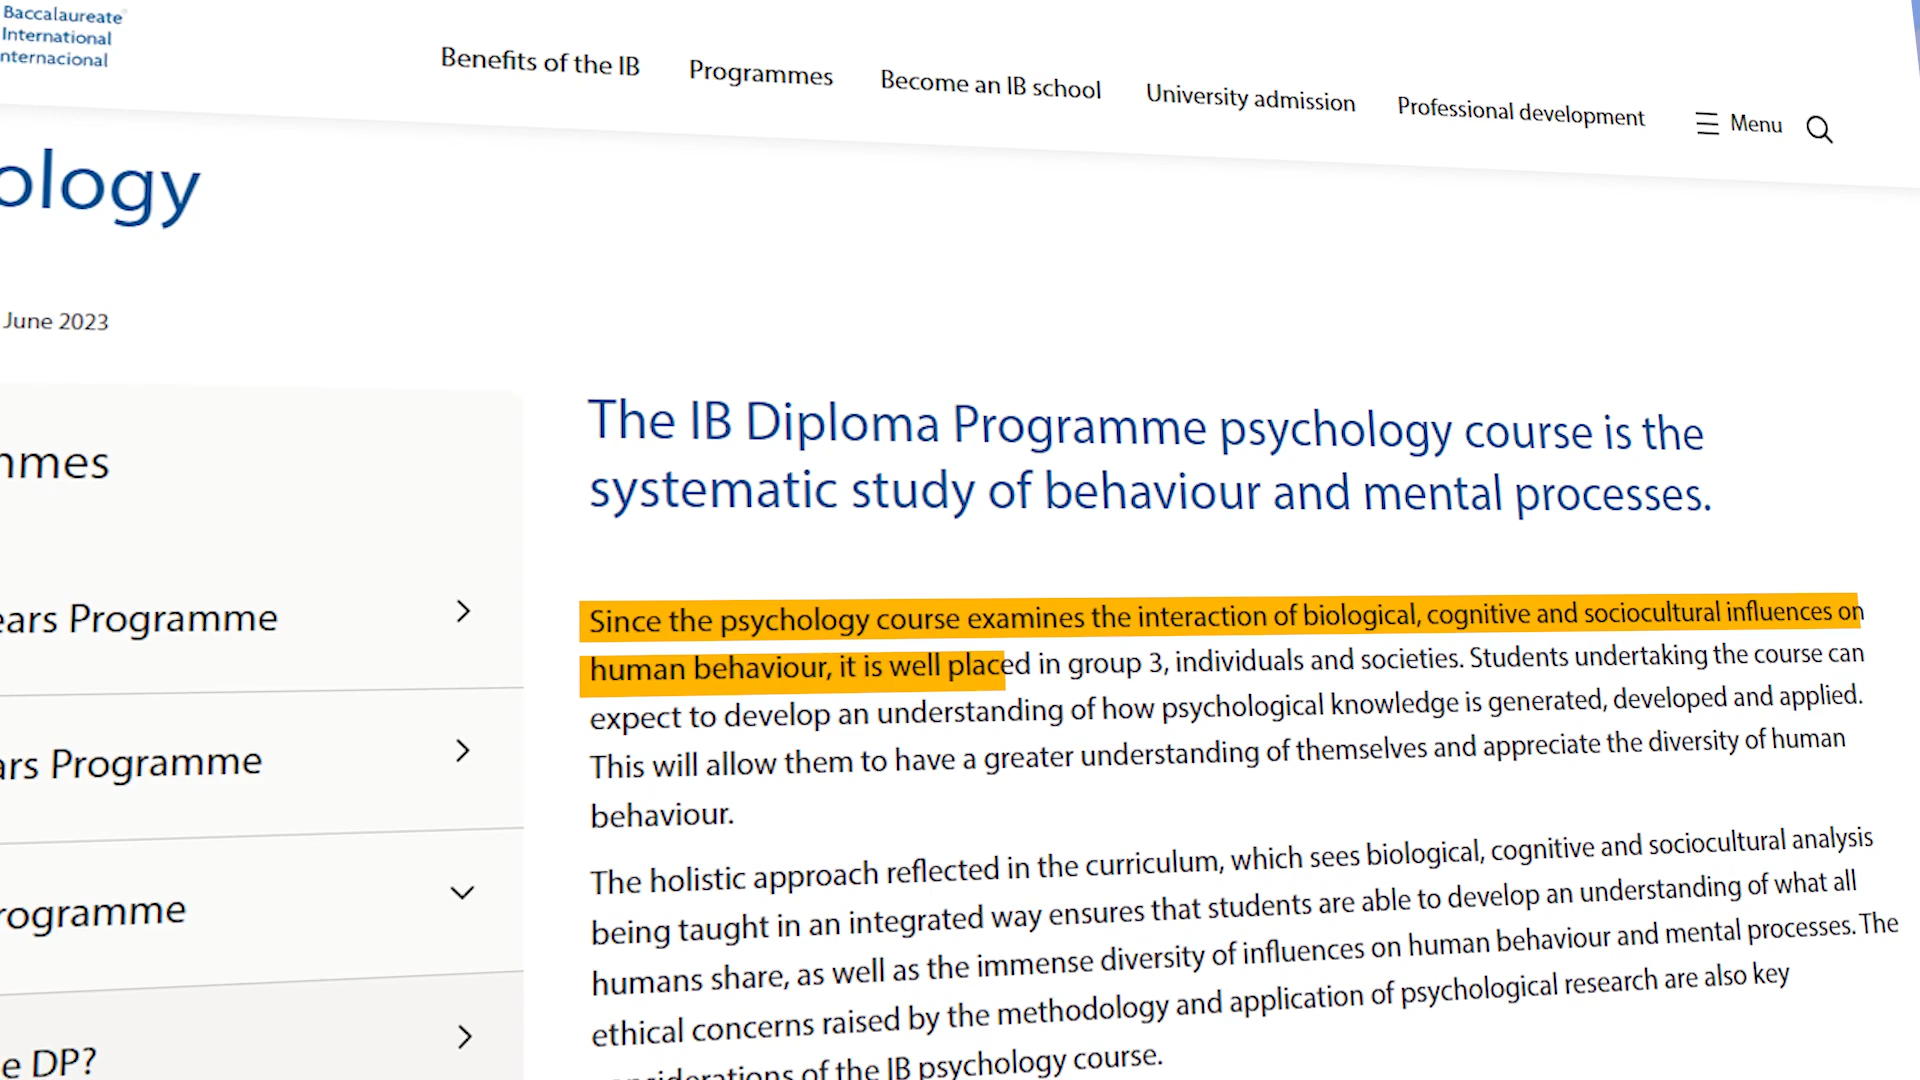 Baccalaureate
International
nternacional
Benefits of the IB
Programmes
Become an IB school
University admission
Professional development
Menu
ology
June 2023
mmes
ears Programme
ars Programme
rogramme
e DP?
The IB Diploma Programme psychology course is the
systematic study of behaviour and mental processes.
Since the psychology course examines the interaction of biological, cognitive and sociocultural influences on
human behaviour, it is well placed in group 3, individuals and societies. Students undertaking the course can
expect to develop an understanding of how psychological knowledge is generated, developed and applied.
This will allow them to have a greater understanding of themselves and appreciate the diversity of human
behaviour.
The holistic approach reflected in the curriculum, which sees biological, cognitive and sociocultural analysis
being taught in an integrated way ensures that students are able to develop an understanding of what all
humans share, as well as the immense diversity of influences on human behaviour and mental processes. The
ethical concerns raised by the methodology and application of psychological research are also key
considerations of the IB psychology course.